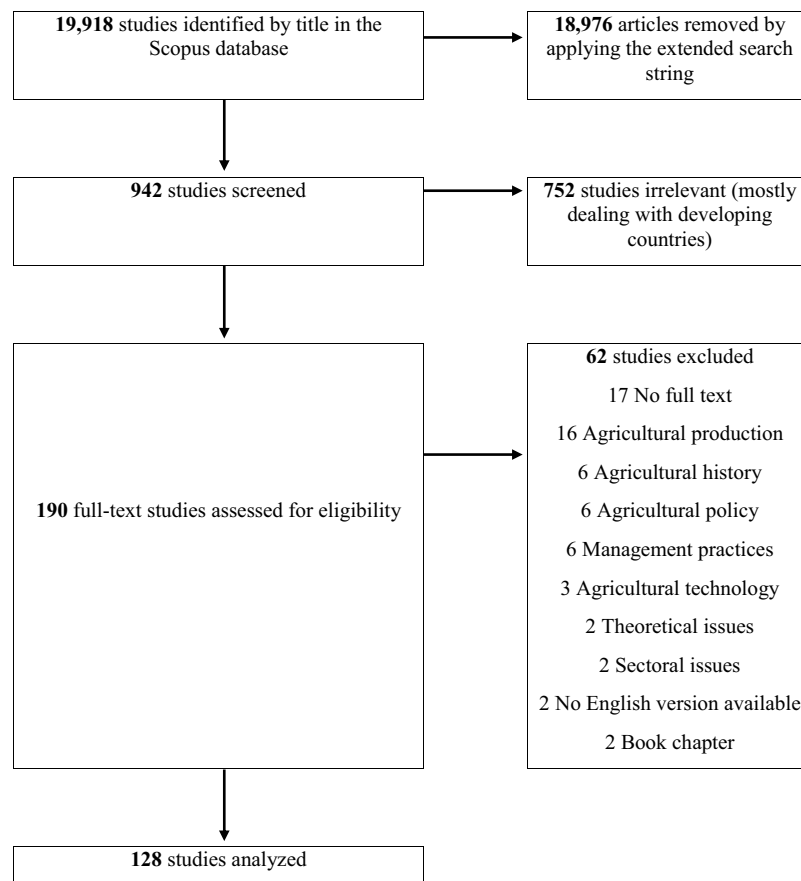 19,918 studies identified by title in the
Scopus database
18,976 articles removed by
applying the extended search
string
942 studies screened
752 studies irrelevant (mostly
dealing with developing
countries)
190 full-text studies assessed for eligibility
62 studies excluded
17 No full text
16 Agricultural production
6 Agricultural history
6 Agricultural policy
6 Management practices
3 Agricultural technology
2 Theoretical issues
2 Sectoral issues
2 No English version available
2 Book chapter
128 studies analyzed